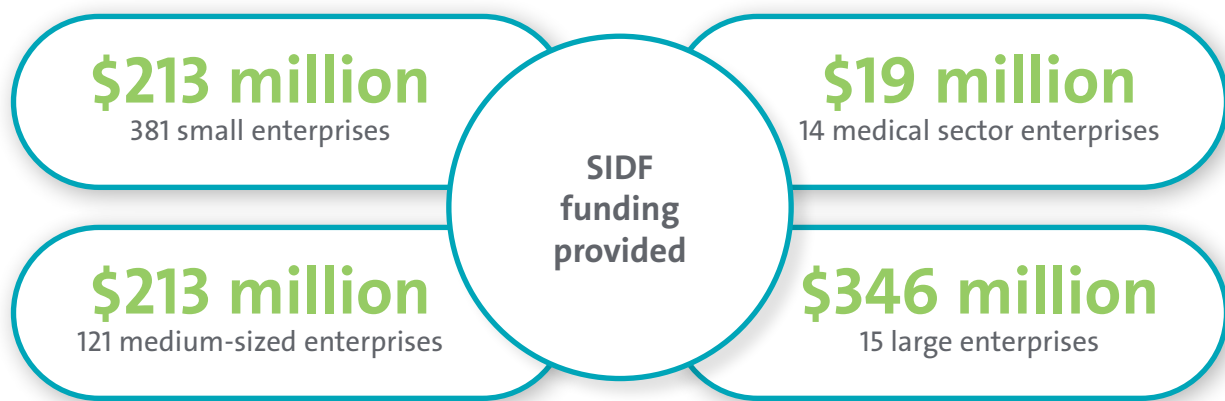 $213 million
381 small enterprises
$19 million
14 medical sector enterprises
SIDF
funding
provided
$213 million
121 medium-sized enterprises
$346 million
15 large enterprises